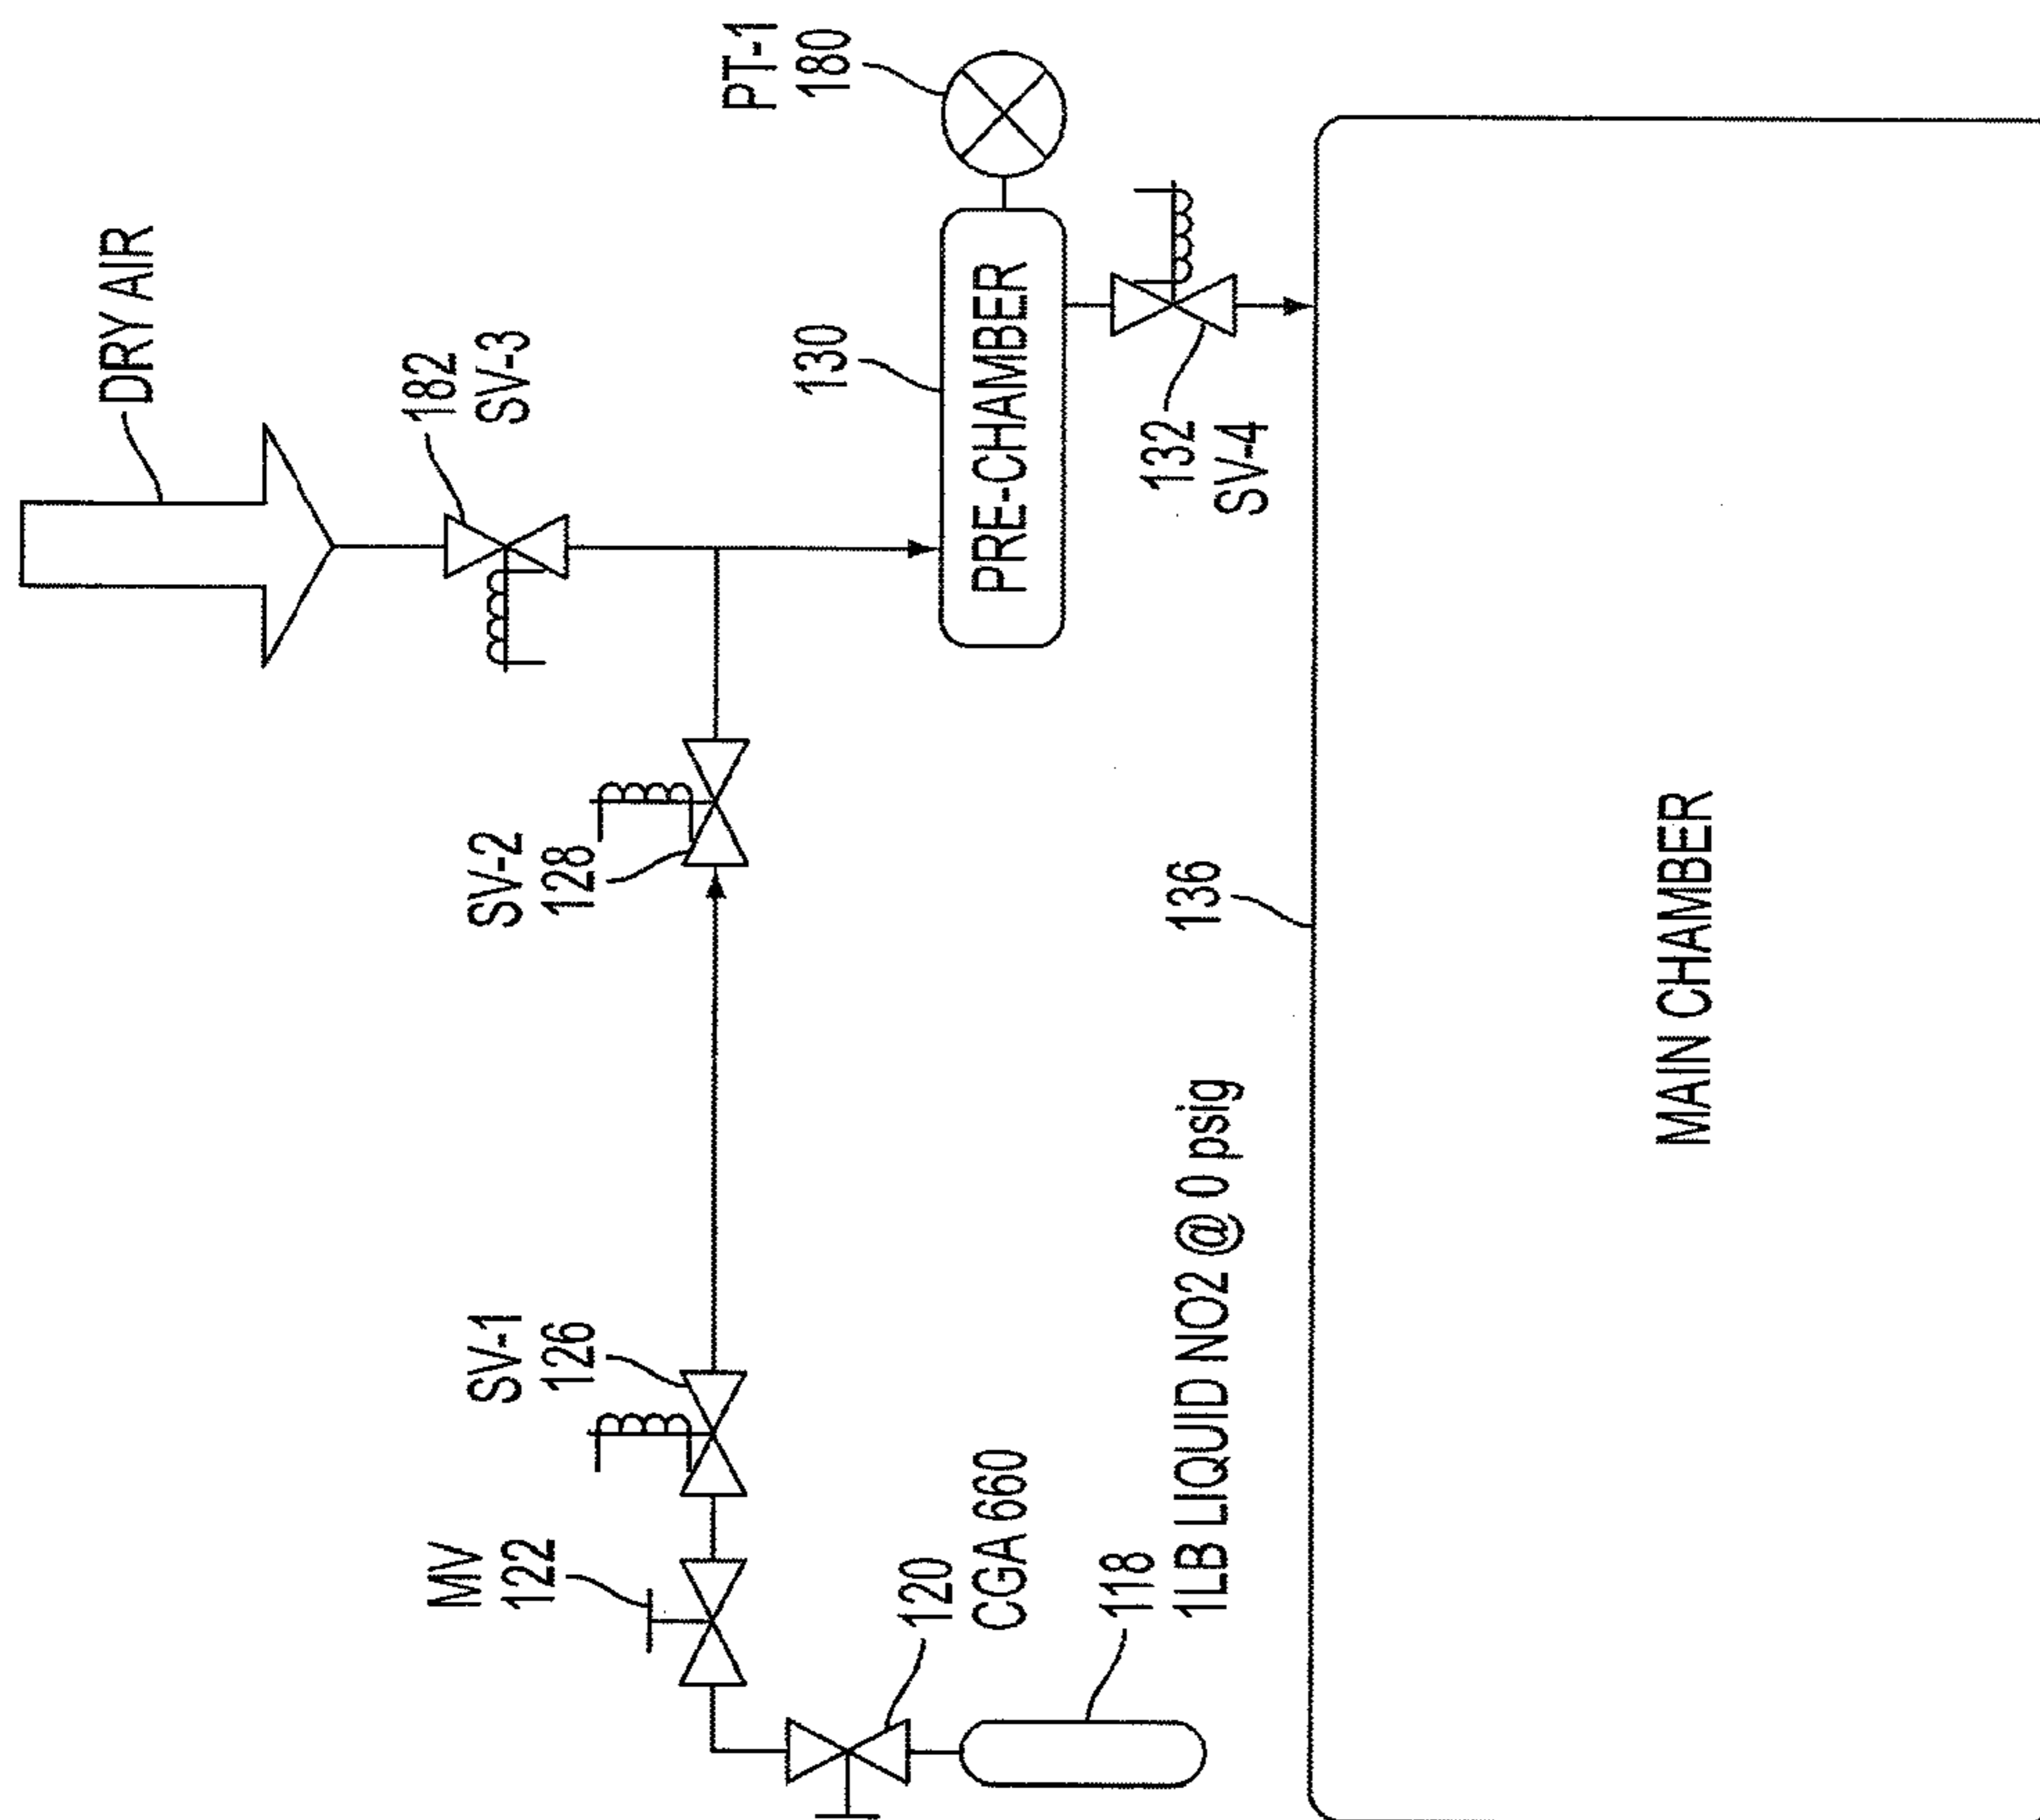 DRY AIR
182
SV-3
PT-1
180
130
PRE-CHAMBER
132
SV-4
SV-2
128
SV-1
126
MV
122
120
CGA 660
118
1LB LIQUID NO2 @ 0 psig
136
MAIN CHAMBER